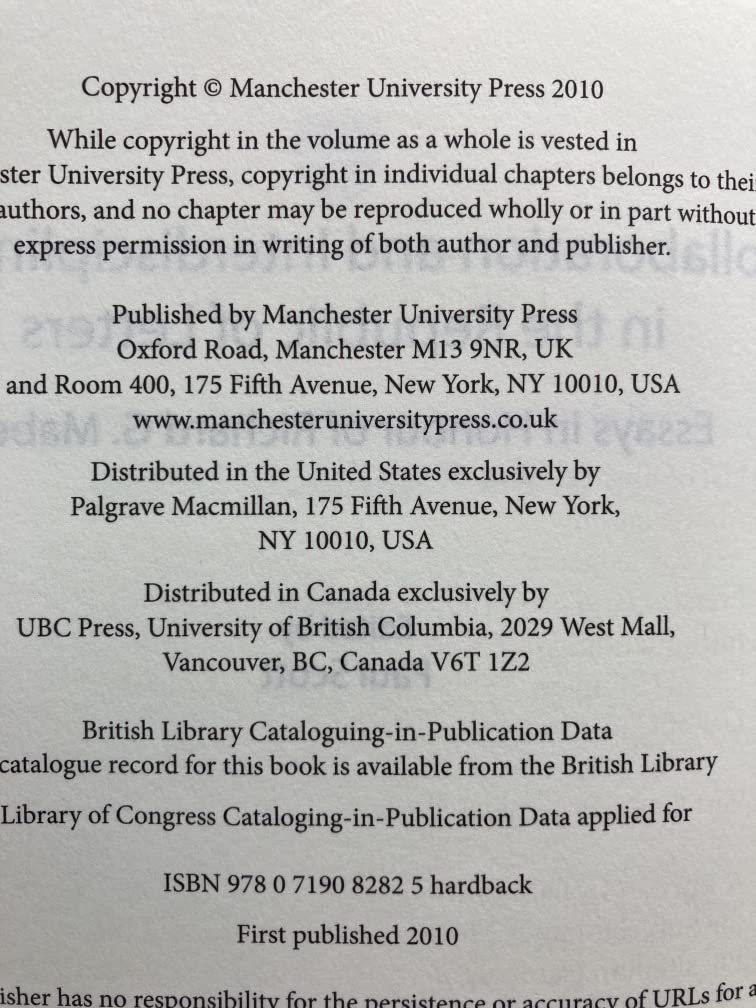 Copyright © Manchester University Press 2010
While copyright in the volume as a whole is vested in
ster University Press, copyright in individual chapters belongs to their
authors, and no chapter may be reproduced wholly or in part without
express permission in writing of both author and publisher.
Published by Manchester University Press
Oxford Road, Manchester M13 9NR, UK
and Room 400, 175 Fifth Avenue, New York, NY 10010, USA
www.manchesteruniversitypress.co.uk
Distributed in the United States exclusively by
Palgrave Macmillan, 175 Fifth Avenue, New York,
NY 10010, USA
Distributed in Canada exclusively by
UBC Press, University of British Columbia, 2029 West Mall,
Vancouver, BC, Canada V6T 1Z2
British Library Cataloguing-in-Publication Data
catalogue record for this book is available from the British Library
Library of Congress Cataloging-in-Publication Data applied for
ISBN 978 0 7190 8282 5 hardback
First published 2010
isher has no responsibility for the persistence or accuracy of URLs for a